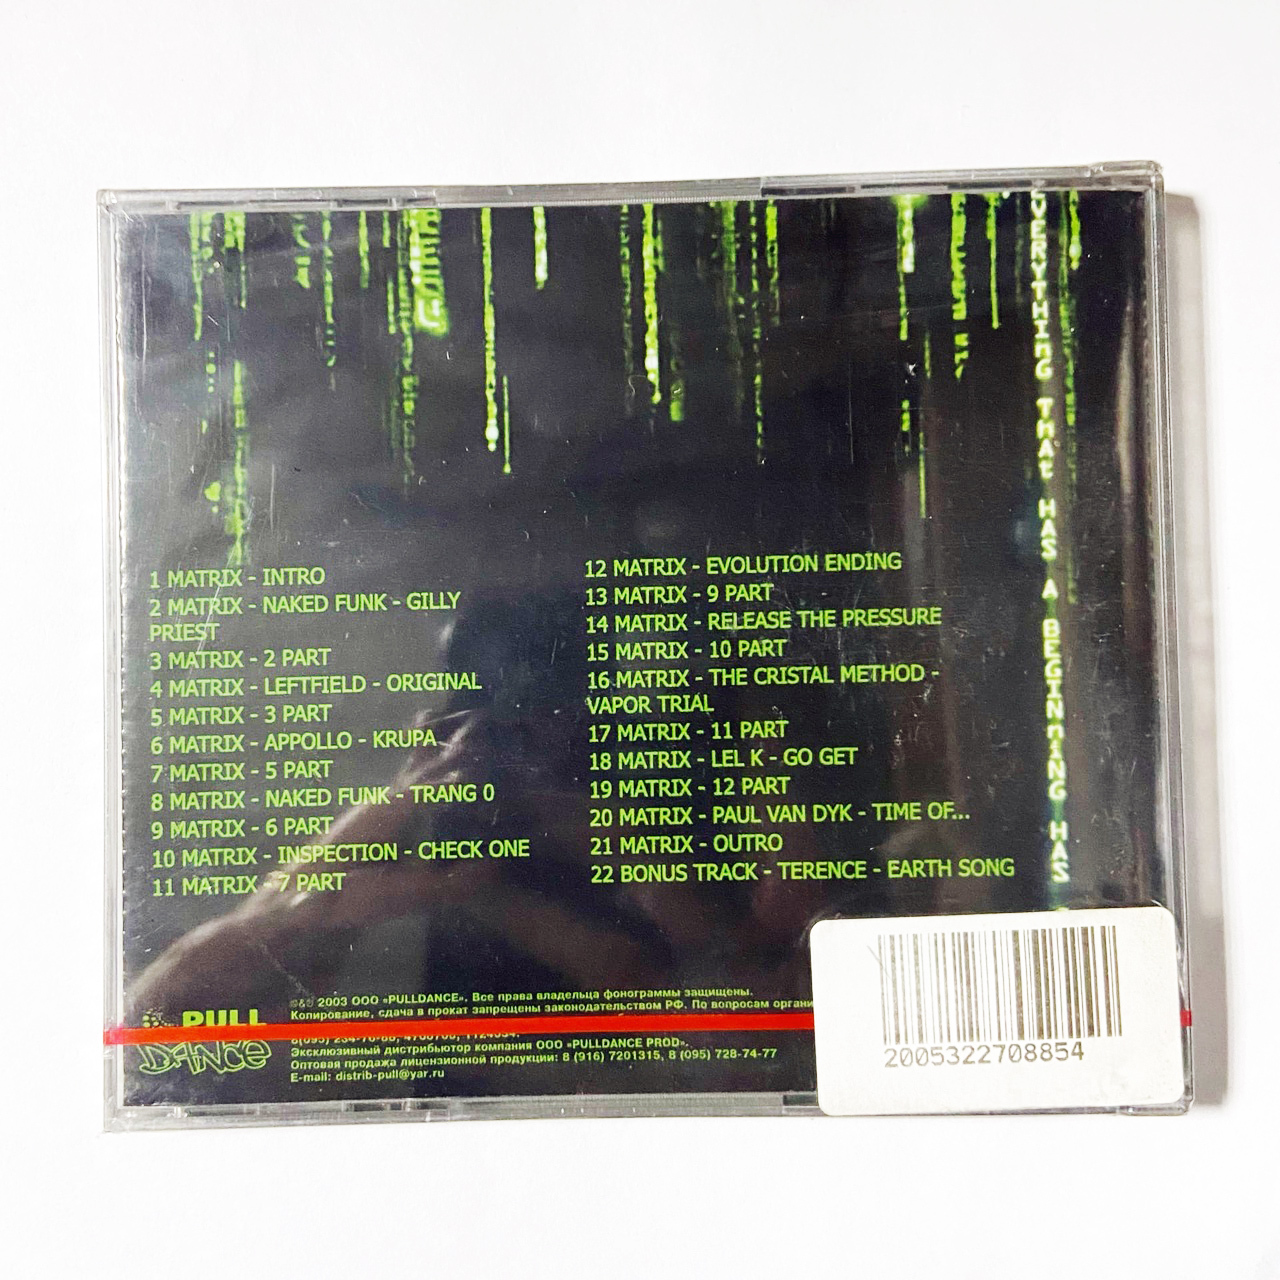 1 MATRIX - INTRO
2 MATRIX - NAKED FUNK - GILLY
PRIEST
3 MATRIX - 2 PART
4 MATRIX - LEFTFIELD - ORIGINAL
5 MATRIX - 3 PART
6 MATRIX - APPOLLO - KRUPA
7 MATRIX - 5 PART
8 MATRIX - NAKED FUNK - TRANG 0
9 MATRIX - 6 PART
10 MATRIX - INSPECTION - CHECK ONE
11 MATRIX - 7 PART
12 MATRIX - EVOLUTION ENDING
13 MATRIX - 9 PART
14 MATRIX - RELEASE THE PRESSURE
15 MATRIX - 10 PART
16 MATRIX - THE CRISTAL METHOD -
VAPOR TRIAL
17 MATRIX - 11 PART
18 MATRIX - LEL K - GO GET
19 MATRIX - 12 PART
20 MATRIX - PAUL VAN DYK - TIME OF...
21 MATRIX - OUTRO
22 BONUS TRACK - TERENCE - EARTH SONG
EVERYTHING THAT HAS A BEGINNING HAS
PULL
DANCE
2003 ООО «PULLDANCE». Все права владельца фонограммы защищены.
Копирование, сдача в прокат запрещены законодательством РФ. По вопросам органи
Эксклюзивный дистрибьютор компания ООО «PULLDANCE PROD».
Оптовая продажа лицензионной продукции: 8 (916) 7201315, 8 (095) 728-74-77
E-mail: distrib-pull@yar.ru
2005322708854